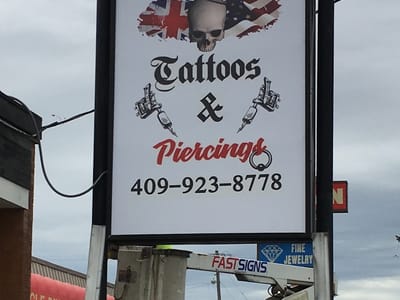 Tattoos
&
Piercings
409-923-8778
FASTSIGNS
FINE
JEWELRY